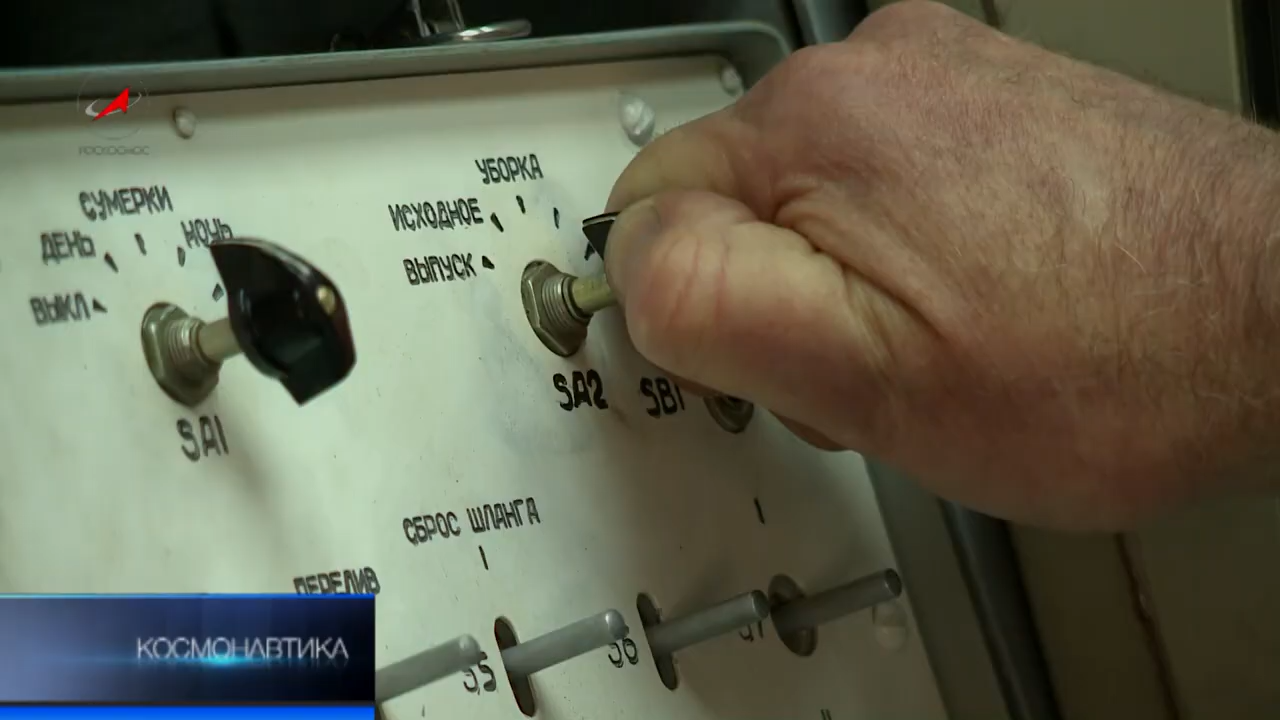 РОСКОСМОС
СУМЕРКИ
ДЕНЬ
НОЧЬ
ВЫКЛ
SA1
УБОРКА
ИСХОДНОЕ
ВЫПУСК
SA2
SB1
СБРОС ШЛАНГА
ПЕРЕЛИВ
S5
S6
КОСМОНАВТИКА